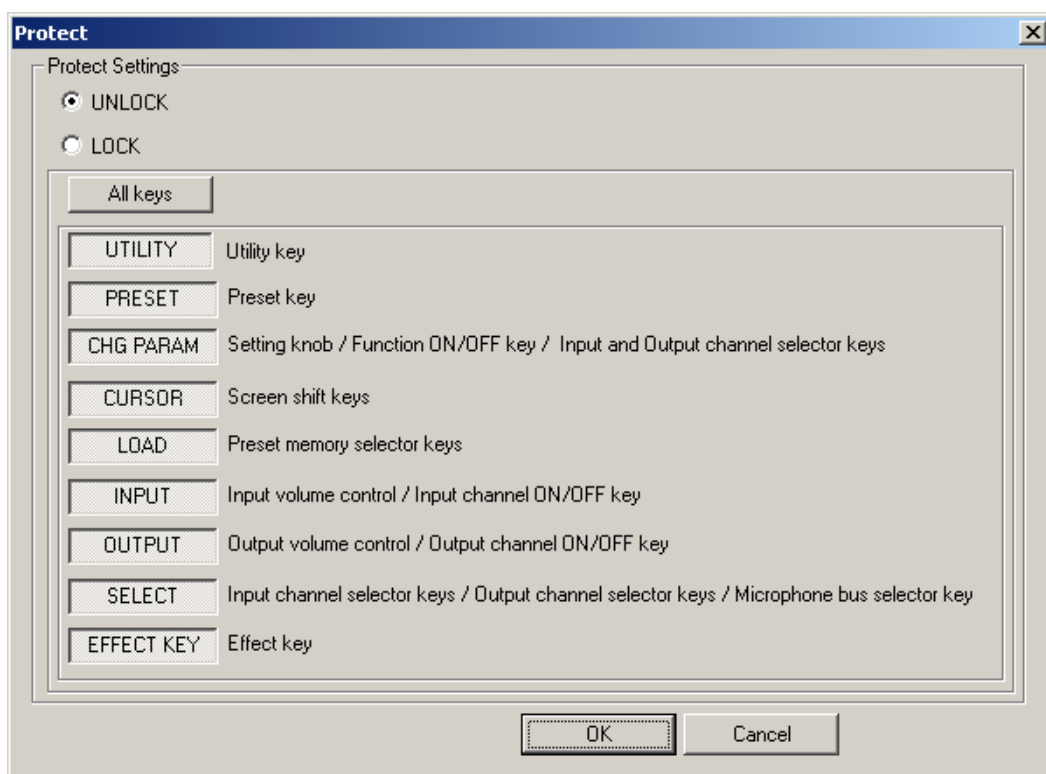 Protect
Protect Settings
UNLOCK
LOCK
All keys
UTILITY Utility key
PRESET Preset key
CHG PARAM Setting knob / Function ON/OFF key / Input and Output channel selector keys
CURSOR Screen shift keys
LOAD Preset memory selector keys
INPUT Input volume control / Input channel ON/OFF key
OUTPUT Output volume control / Output channel ON/OFF key
SELECT Input channel selector keys / Output channel selector keys / Microphone bus selector key
EFFECT KEY Effect key
OK Cancel